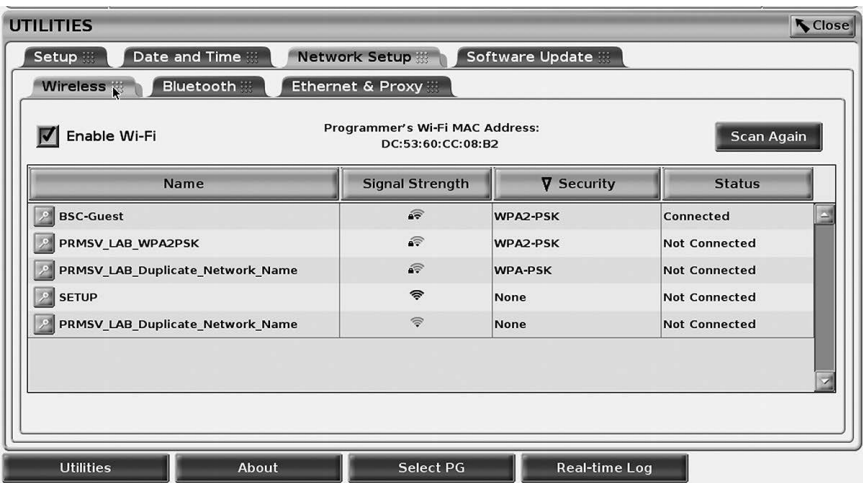 UTILITIES
Close
Setup Date and Time Network Setup Software Update
Wireless Bluetooth Ethernet & Proxy
Enable Wi-Fi
Programmer's Wi-Fi MAC Address:
DC:53:60:CC:08:B2
Scan Again
Name Signal Strength Security Status
BSC-Guest WPA2-PSK Connected
PRMSV_LAB_WPA2PSK WPA2-PSK Not Connected
PRMSV_LAB_Duplicate_Network_Name WPA-PSK Not Connected
SETUP None Not Connected
PRMSV_LAB_Duplicate_Network_Name None Not Connected
Utilities About Select PG Real-time Log